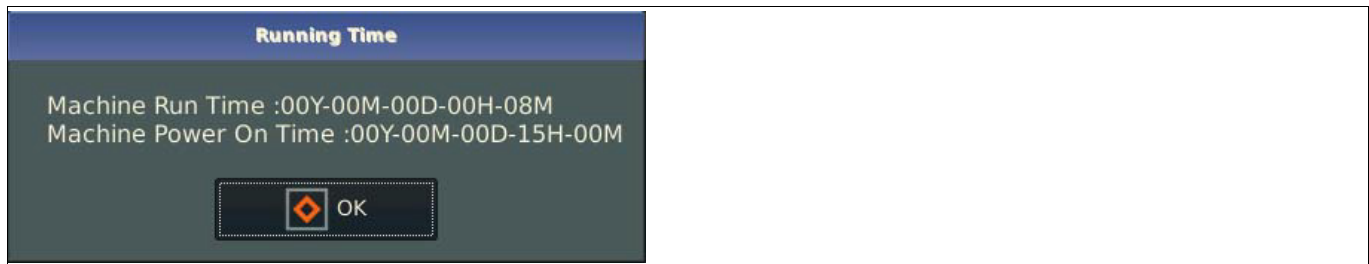 Running Time
Machine Run Time :00Y-00M-00D-00H-08M
Machine Power On Time :00Y-00M-00D-15H-00M
OK